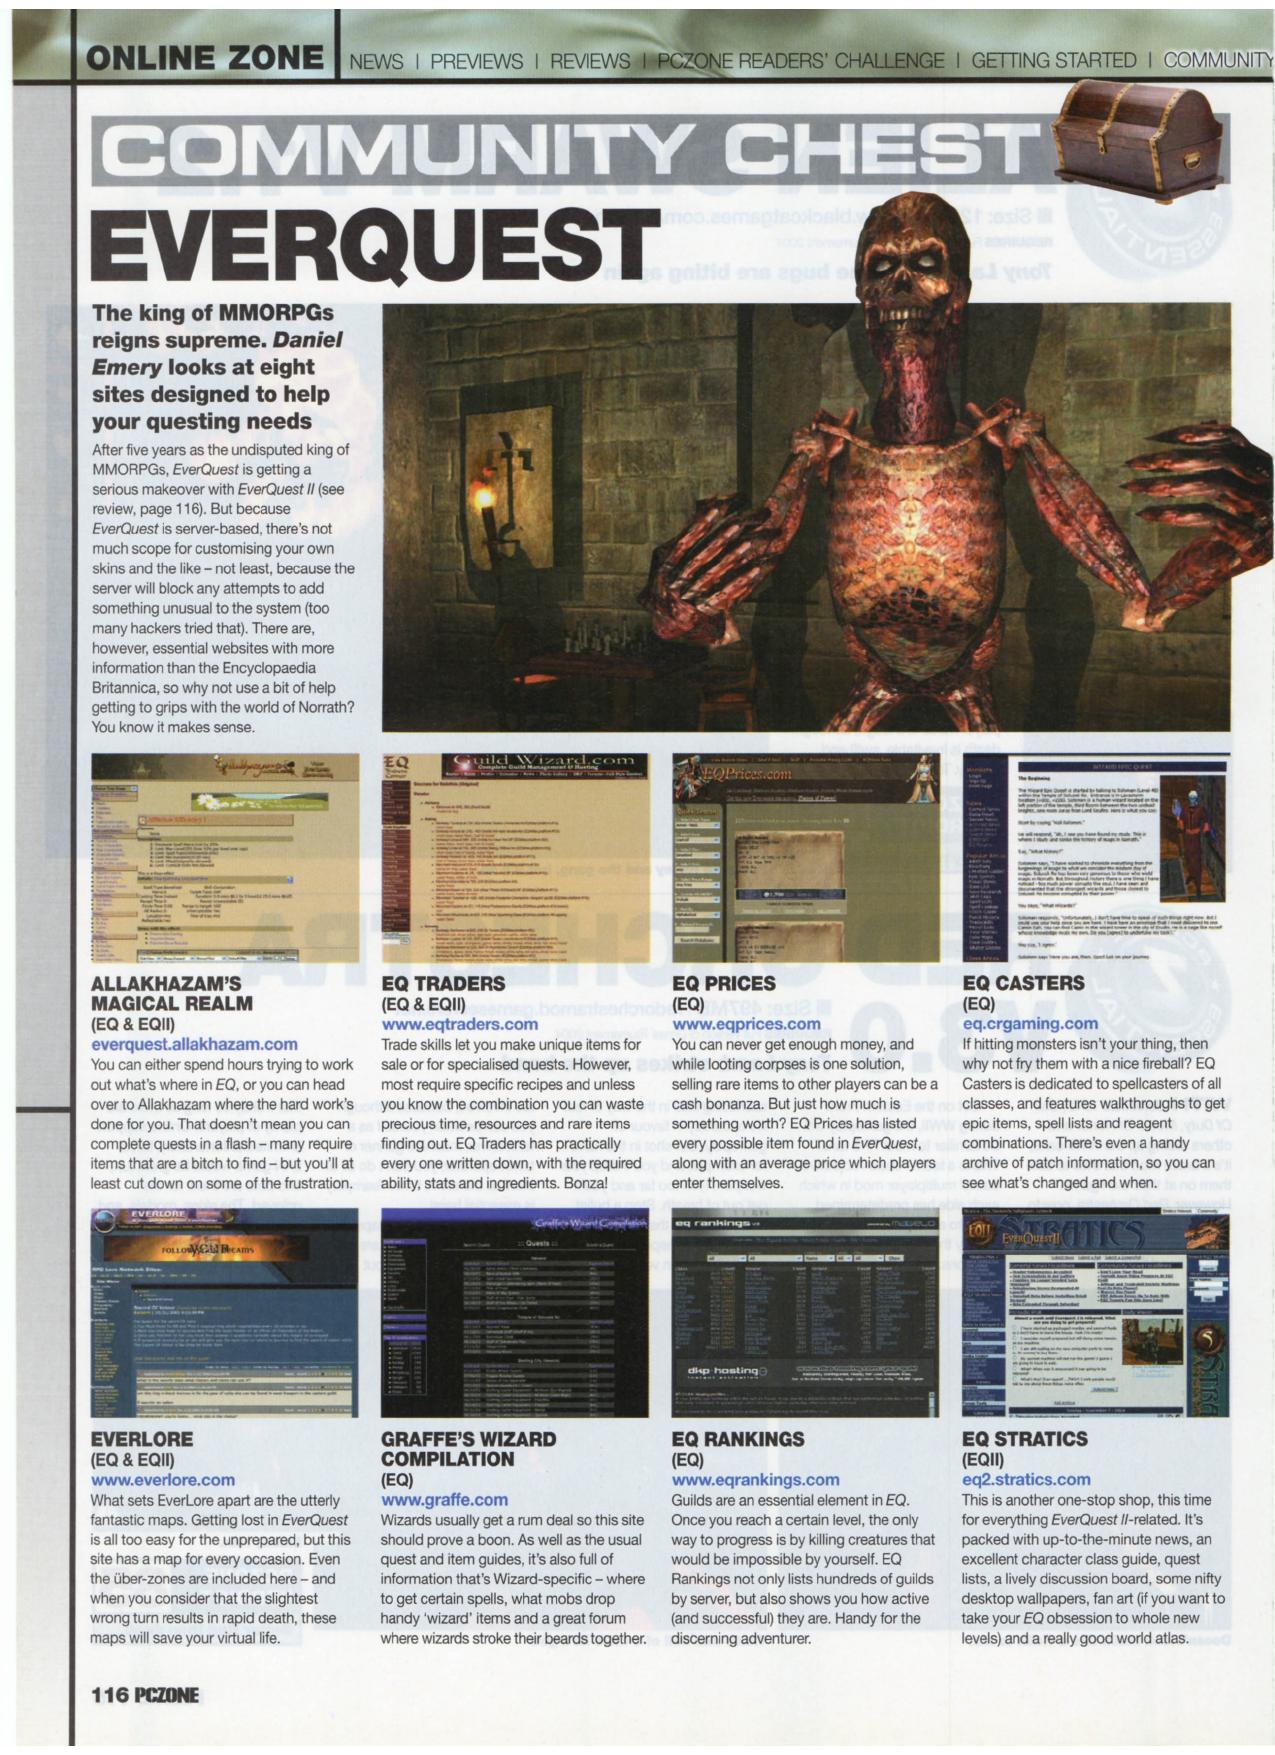 ONLINE ZONE
NEWS | PREVIEWS | REVIEWS | PCZONE READERS' CHALLENGE | GETTING STARTED | COMMUNITY
COMMUNITY CHEST
EVERQUEST
The king of MMORPGs
reigns supreme. Daniel
Emery looks at eight
sites designed to help
your questing needs
After five years as the undisputed king of
MMORPGs, EverQuest is getting a
serious makeover with EverQuest II (see
review, page 116). But because
EverQuest is server-based, there's not
much scope for customising your own
skins and the like – not least, because the
server will block any attempts to add
something unusual to the system (too
many hackers tried that). There are,
however, essential websites with more
information than the Encyclopaedia
Britannica, so why not use a bit of help
getting to grips with the world of Norrath?
You know it makes sense.
ALLAKHAZAM'S
MAGICAL REALM
(EQ & EQII)
everquest.allakhazam.com
You can either spend hours trying to work
out what's where in EQ, or you can head
over to Allakhazam where the hard work's
done for you. That doesn't mean you can
complete quests in a flash – many require
items that are a bitch to find – but you'll at
least cut down on some of the frustration.
Guild Wizard.com
Complete Guild Management & Hosting
EQ TRADERS
(EQ & EQII)
www.eqtraders.com
Trade skills let you make unique items for
sale or for specialised quests. However,
most require specific recipes and unless
you know the combination you can waste
precious time, resources and rare items
finding out. EQ Traders has practically
every one written down, with the required
ability, stats and ingredients. Bonza!
EQPrices.com
EQ PRICES
(EQ)
www.eqprices.com
You can never get enough money, and
while looting corpses is one solution,
selling rare items to other players can be a
cash bonanza. But just how much is
something worth? EQ Prices has listed
every possible item found in EverQuest,
along with an average price which players
enter themselves.
WIZARD EPIC QUEST
The Beginning
EQ CASTERS
(EQ)
eq.crgaming.com
If hitting monsters isn't your thing, then
why not fry them with a nice fireball? EQ
Casters is dedicated to spellcasters of all
classes, and features walkthroughs to get
epic items, spell lists and reagent
combinations. There's even a handy
archive of patch information, so you can
see what's changed and when.
EVERLORE
FOLLOW YOUR DREAMS
EVERLORE
(EQ & EQII)
www.everlore.com
What sets EverLore apart are the utterly
fantastic maps. Getting lost in EverQuest
is all too easy for the unprepared, but this
site has a map for every occasion. Even
the über-zones are included here – and
when you consider that the slightest
wrong turn results in rapid death, these
maps will save your virtual life.
Graffe's Wizard Compilation
Quests
GRAFFE'S WIZARD
COMPILATION
(EQ)
www.graffe.com
Wizards usually get a rum deal so this site
should prove a boon. As well as the usual
quest and item guides, it's also full of
information that's Wizard-specific – where
to get certain spells, what mobs drop
handy 'wizard' items and a great forum
where wizards stroke their beards together.
eq rankings
dkp hosting
EQ RANKINGS
(EQ)
www.eqrankings.com
Guilds are an essential element in EQ.
Once you reach a certain level, the only
way to progress is by killing creatures that
would be impossible by yourself. EQ
Rankings not only lists hundreds of guilds
by server, but also shows you how active
(and successful) they are. Handy for the
discerning adventurer.
EQII STRATICS
EVERQUEST II
EQ STRATICS
(EQII)
eq2.stratics.com
This is another one-stop shop, this time
for everything EverQuest II-related. It's
packed with up-to-the-minute news, an
excellent character class guide, quest
lists, a lively discussion board, some nifty
desktop wallpapers, fan art (if you want to
take your EQ obsession to whole new
levels) and a really good world atlas.
116 PCZONE